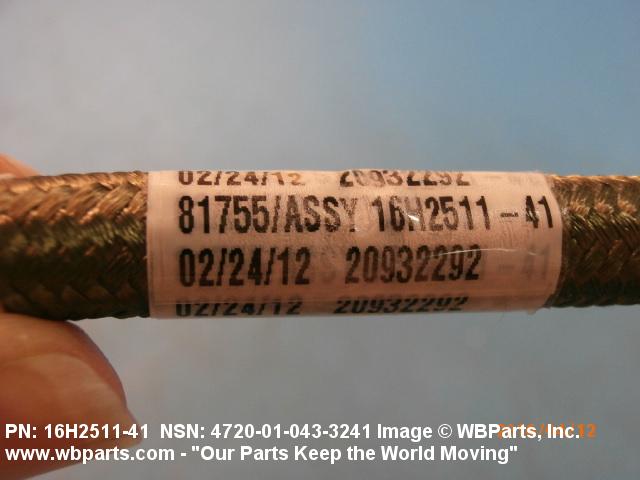 02/24/12 20932292
81755/ASSY 16H2511-41
02/24/12 20932292
02/24/12 20932292
PN: 16H2511-41 NSN: 4720-01-043-3241 Image © WBParts, Inc.
www.wbparts.com - "Our Parts Keep the World Moving"